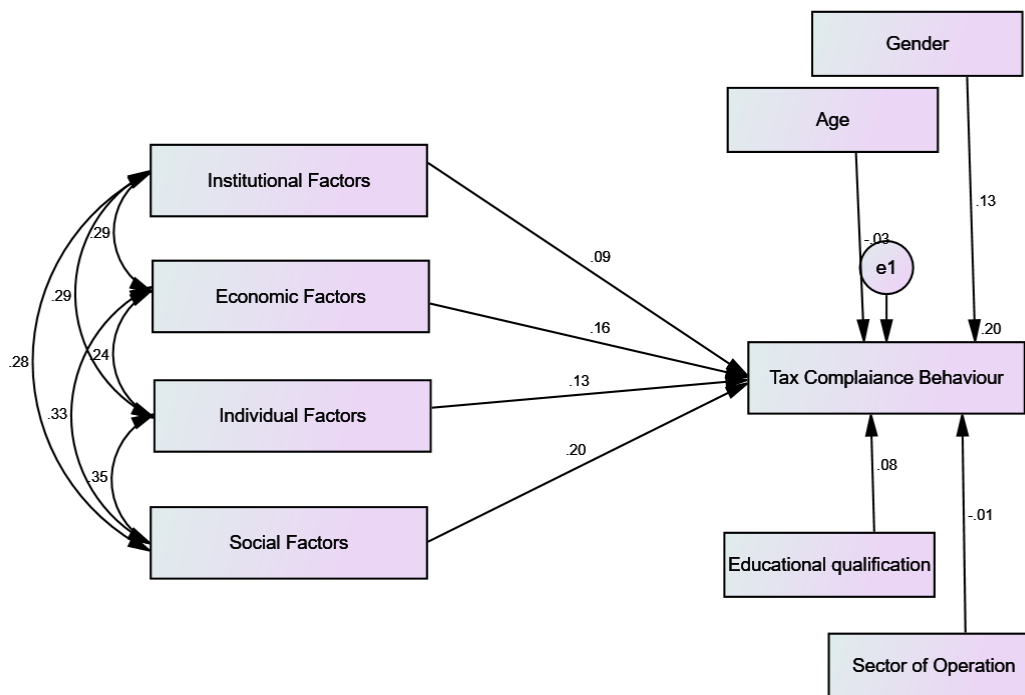 Gender
Age
.13
-.03
e1
.20
Institutional Factors
.29
.09
Economic Factors
.29
.16
.28
.24
.13
Tax Complaiance Behaviour
.33
Individual Factors
.35
.20
.08
-.01
Social Factors
Educational qualification
Sector of Operation